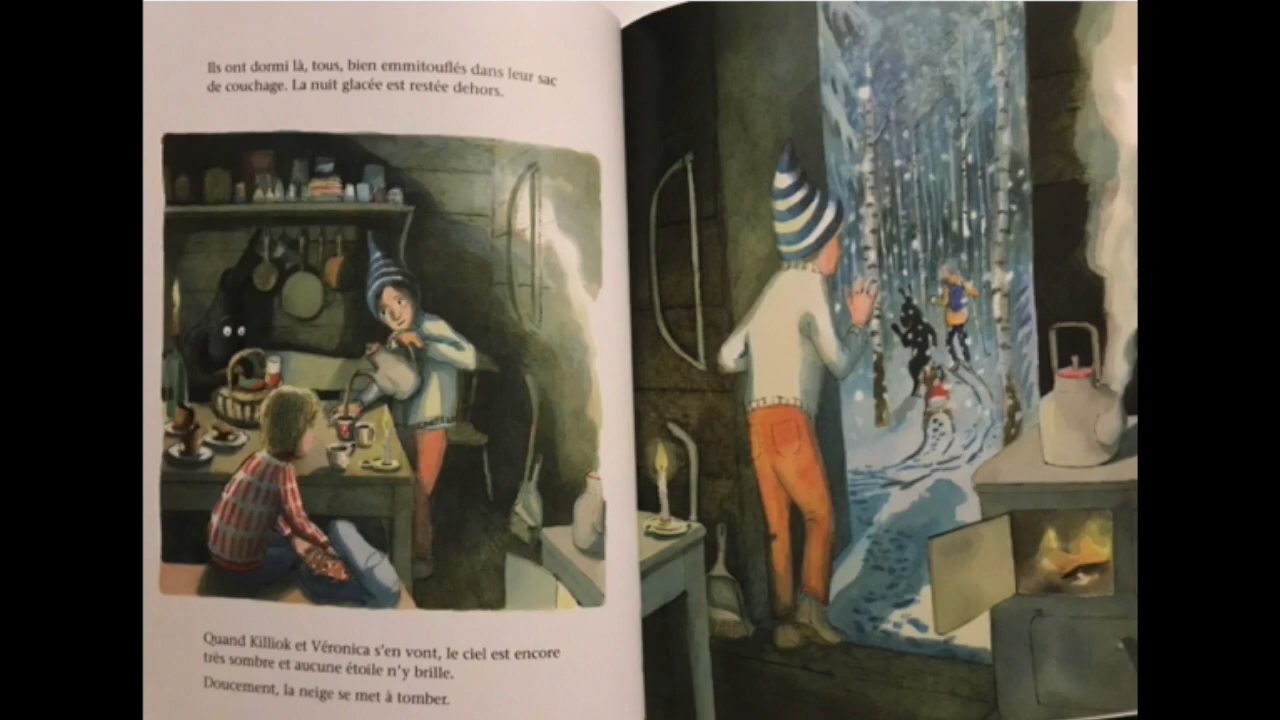 Ils ont dormi là, tous, bien emmitouflés dans leur sac
de couchage. La nuit glacée est restée dehors.
Quand Killiok et Véronica s'en vont, le ciel est encore
très sombre et aucune étoile n'y brille.
Doucement, la neige se met à tomber.